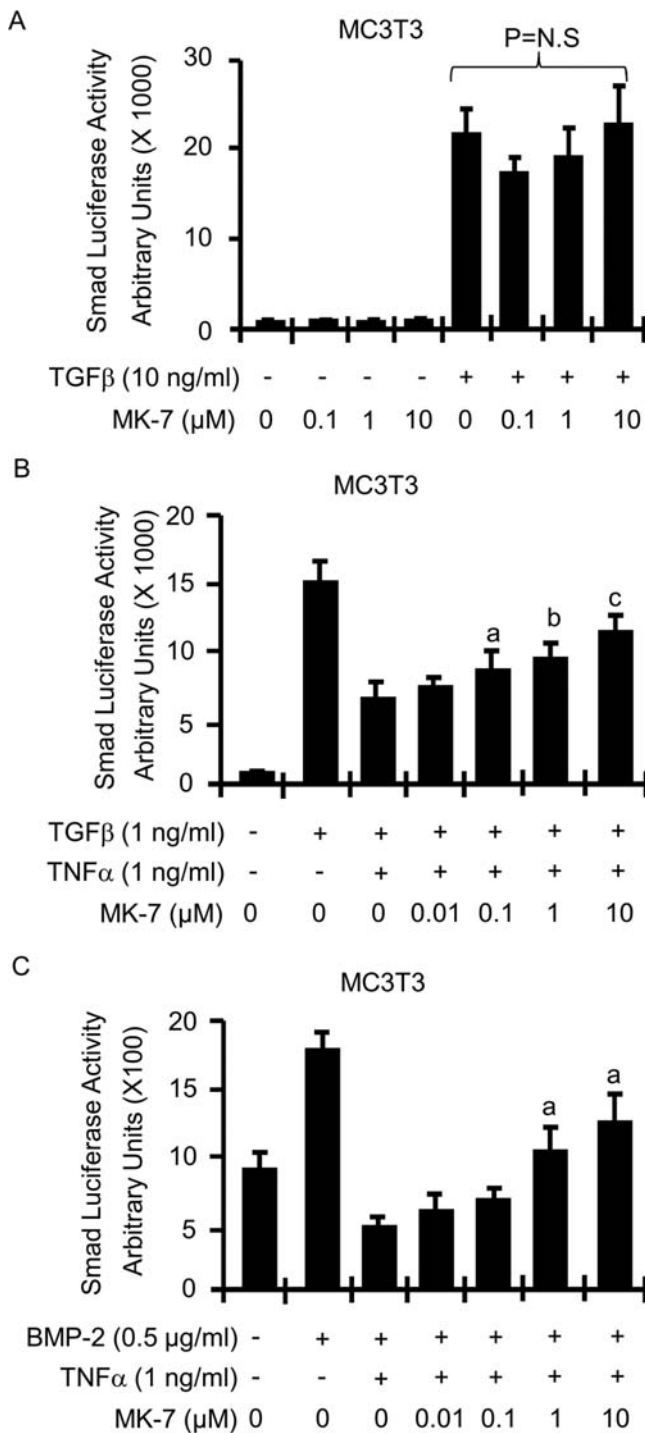 A
MC3T3
P=N.S
Smad Luciferase Activity
Arbitrary Units (X 1000)
30
20
10
0
TGFβ (10 ng/ml) - - - - + + + +
MK-7 (µM) 0 0.1 1 10 0 0.1 1 10
B
MC3T3
Smad Luciferase Activity
Arbitrary Units (X 1000)
20
15
10
5
0
a b c
TGFβ (1 ng/ml) - + + + + + +
TNFα (1 ng/ml) - - + + + + +
MK-7 (µM) 0 0 0 0.01 0.1 1 10
C
MC3T3
Smad Luciferase Activity
Arbitrary Units (X100)
20
15
10
5
0
a a
BMP-2 (0.5 µg/ml) - + + + + + +
TNFα (1 ng/ml) - - + + + + +
MK-7 (µM) 0 0 0 0.01 0.1 1 10